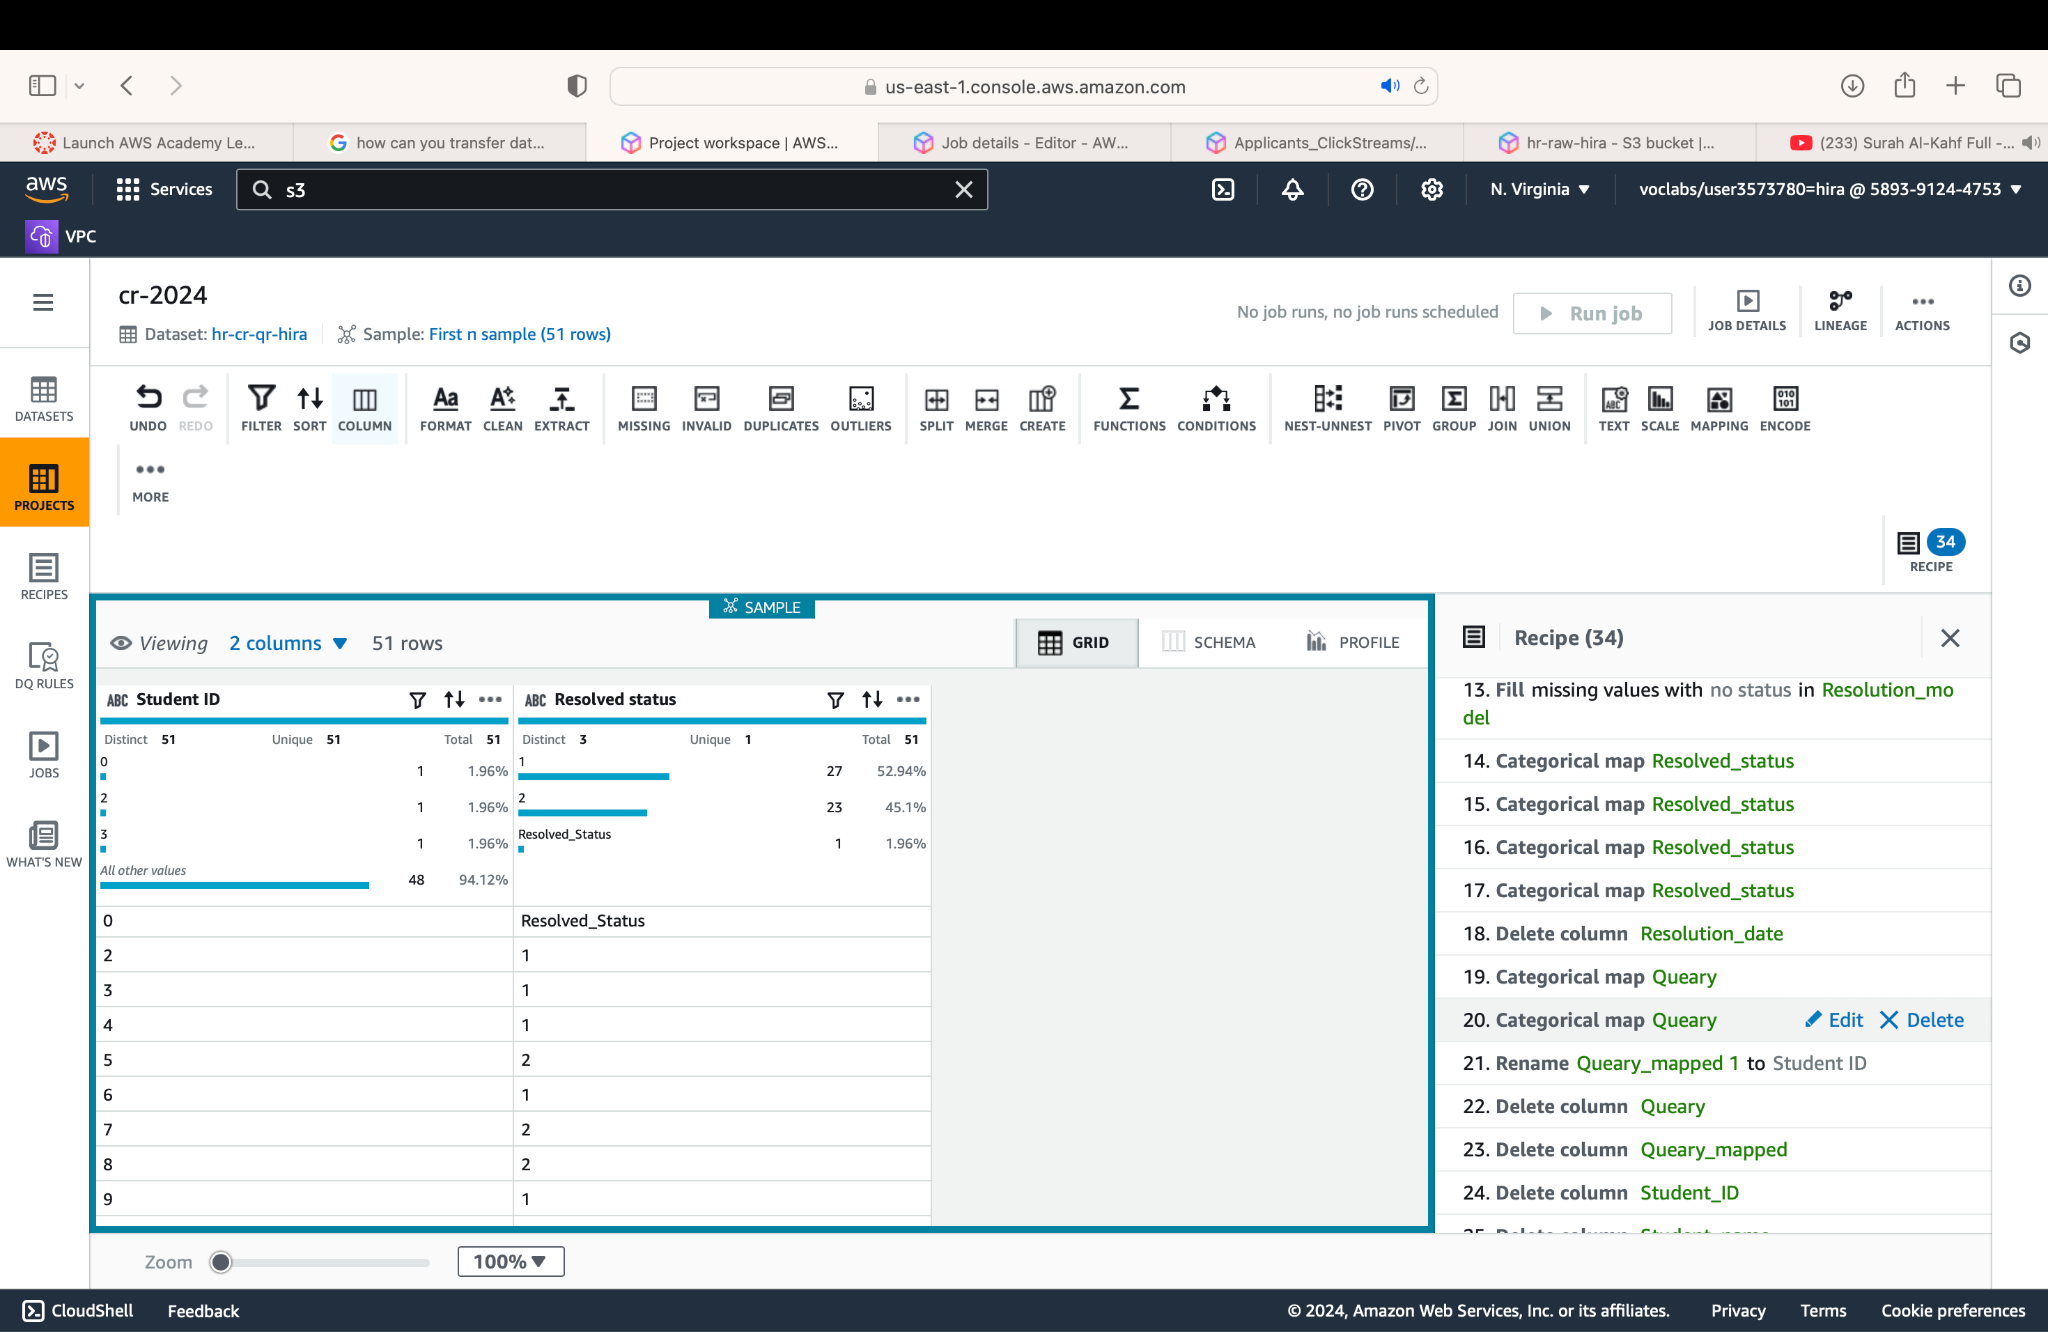 us-east-1.console.aws.amazon.com
Launch AWS Academy Le...
how can you transfer dat...
Project workspace | AWS...
Job details - Editor - AW...
Applicants_ClickStreams/...
hr-raw-hira - S3 bucket |...
(233) Surah Al-Kahf Full -...
aws
Services
s3
N. Virginia ▼
voclabs/user3573780=hira @ 5893-9124-4753 ▼
VPC
cr-2024
Dataset: hr-cr-qr-hira
Sample: First n sample (51 rows)
No job runs, no job runs scheduled
Run job
JOB DETAILS
LINEAGE
ACTIONS
DATASETS
PROJECTS
RECIPES
DQ RULES
JOBS
WHAT'S NEW
UNDO REDO FILTER SORT COLUMN FORMAT CLEAN EXTRACT MISSING INVALID DUPLICATES OUTLIERS SPLIT MERGE CREATE FUNCTIONS CONDITIONS NEST-UNNEST PIVOT GROUP JOIN UNION TEXT SCALE MAPPING ENCODE
MORE
34
RECIPE
SAMPLE
Viewing 2 columns ▼ 51 rows
GRID SCHEMA PROFILE
ABC Student ID
ABC Resolved status
Distinct 51 Unique 51 Total 51
Distinct 3 Unique 1 Total 51
0 1 1.96%
1 27 52.94%
2 1 1.96%
2 23 45.1%
3 1 1.96%
Resolved_Status 1 1.96%
All other values 48 94.12%
0 Resolved_Status
2 1
3 1
4 1
5 2
6 1
7 2
8 2
9 1
Zoom 100% ▼
Recipe (34)
13. Fill missing values with no status in Resolution_mo
del
14. Categorical map Resolved_status
15. Categorical map Resolved_status
16. Categorical map Resolved_status
17. Categorical map Resolved_status
18. Delete column Resolution_date
19. Categorical map Queary
20. Categorical map Queary Edit Delete
21. Rename Queary_mapped 1 to Student ID
22. Delete column Queary
23. Delete column Queary_mapped
24. Delete column Student_ID
CloudShell Feedback
© 2024, Amazon Web Services, Inc. or its affiliates. Privacy Terms Cookie preferences